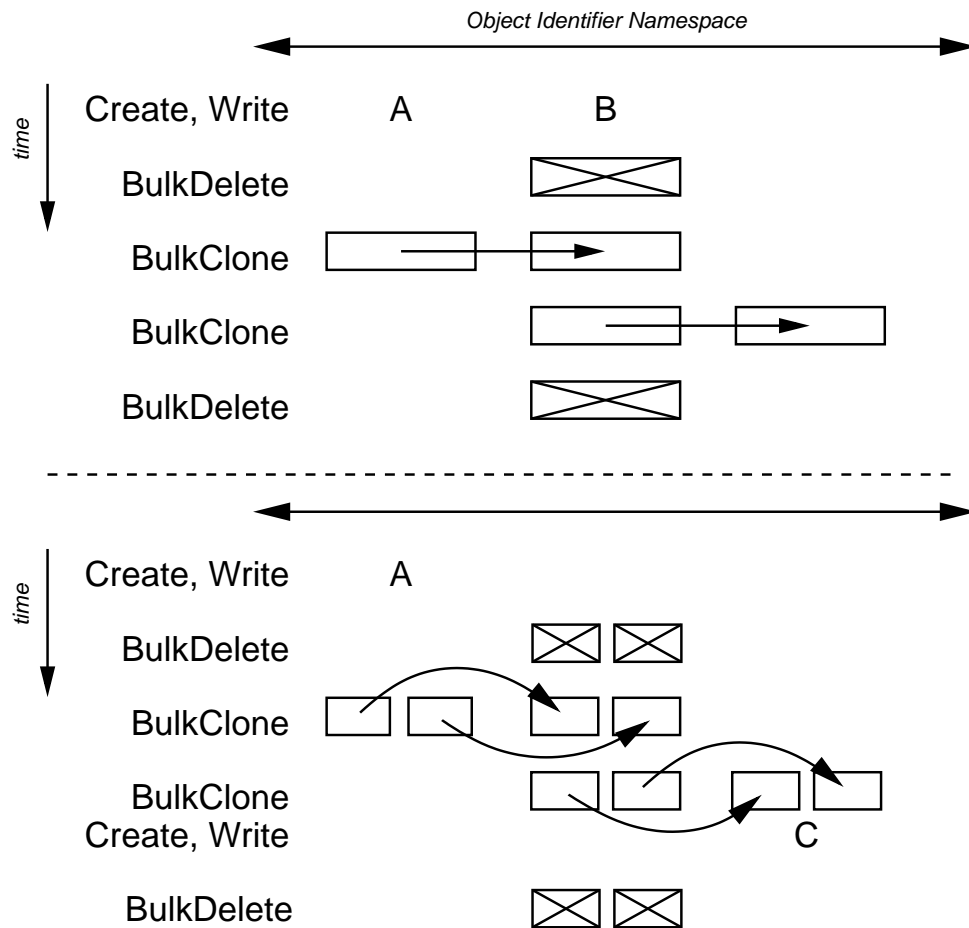 Object Identifier Namespace
time
Create, Write A B
BulkDelete
BulkClone
BulkClone
BulkDelete
time
Create, Write A
BulkDelete
BulkClone
BulkClone
Create, Write C
BulkDelete